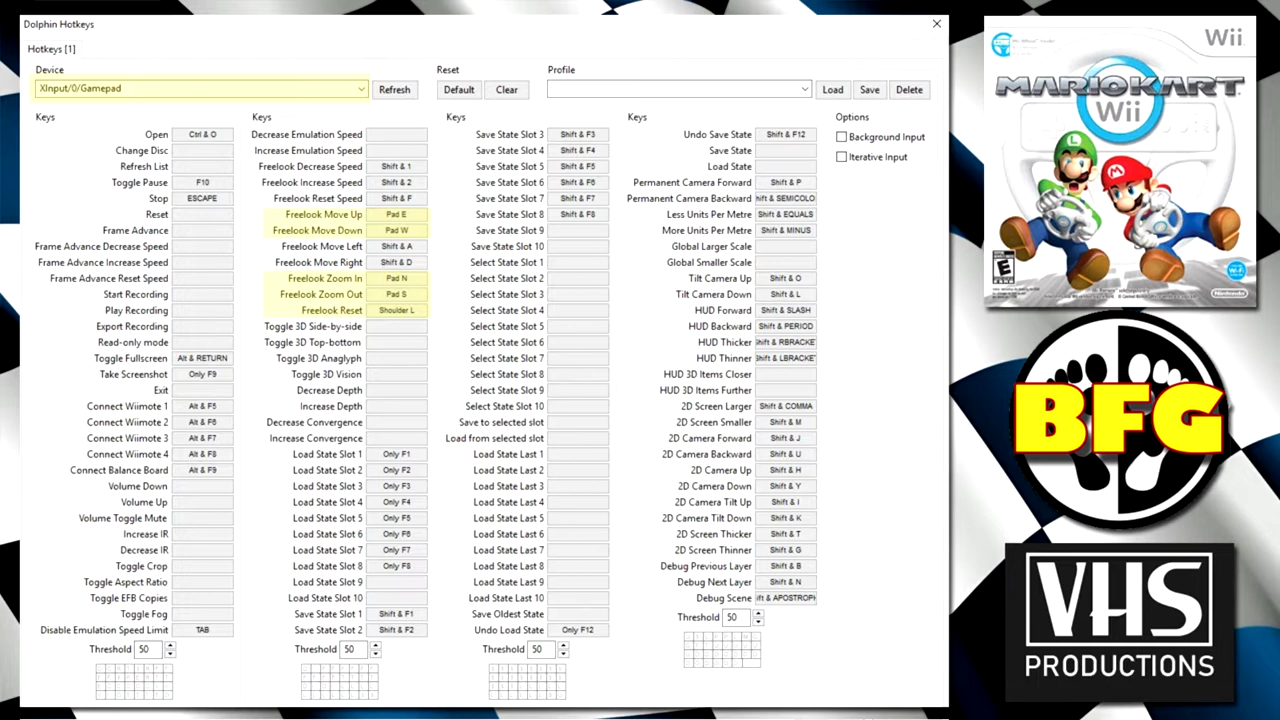 Dolphin Hotkeys
Hotkeys [1]
Device
XInput/0/Gamepad
Refresh
Reset
Default
Clear
Profile
Load
Save
Delete
Keys
Open Ctrl & O
Change Disc
Refresh List
Toggle Pause F10
Stop ESCAPE
Reset
Frame Advance
Frame Advance Decrease Speed
Frame Advance Increase Speed
Frame Advance Reset Speed
Start Recording
Play Recording
Export Recording
Read-only mode
Toggle Fullscreen Alt & RETURN
Take Screenshot Only F9
Exit
Connect Wiimote 1 Alt & F5
Connect Wiimote 2 Alt & F6
Connect Wiimote 3 Alt & F7
Connect Wiimote 4 Alt & F8
Connect Balance Board Alt & F9
Volume Down
Volume Up
Volume Toggle Mute
Increase IR
Decrease IR
Toggle Crop
Toggle Aspect Ratio
Toggle EFB Copies
Toggle Fog
Disable Emulation Speed Limit TAB
Threshold 50
Keys
Decrease Emulation Speed
Increase Emulation Speed
Freelook Decrease Speed Shift & 1
Freelook Increase Speed Shift & 2
Freelook Reset Speed Shift & F
Freelook Move Up Pad E
Freelook Move Down Pad W
Freelook Move Left Shift & A
Freelook Move Right Shift & D
Freelook Zoom In Pad N
Freelook Zoom Out Pad S
Freelook Reset Shoulder L
Toggle 3D Side-by-side
Toggle 3D Top-bottom
Toggle 3D Anaglyph
Toggle 3D Vision
Decrease Depth
Increase Depth
Decrease Convergence
Increase Convergence
Load State Slot 1 Only F1
Load State Slot 2 Only F2
Load State Slot 3 Only F3
Load State Slot 4 Only F4
Load State Slot 5 Only F5
Load State Slot 6 Only F6
Load State Slot 7 Only F7
Load State Slot 8 Only F8
Load State Slot 9
Load State Slot 10
Save State Slot 1 Shift & F1
Save State Slot 2 Shift & F2
Threshold 50
Keys
Save State Slot 3 Shift & F3
Save State Slot 4 Shift & F4
Save State Slot 5 Shift & F5
Save State Slot 6 Shift & F6
Save State Slot 7 Shift & F7
Save State Slot 8 Shift & F8
Save State Slot 9
Save State Slot 10
Select State Slot 1
Select State Slot 2
Select State Slot 3
Select State Slot 4
Select State Slot 5
Select State Slot 6
Select State Slot 7
Select State Slot 8
Select State Slot 9
Select State Slot 10
Save to selected slot
Load from selected slot
Load State Last 1
Load State Last 2
Load State Last 3
Load State Last 4
Load State Last 5
Load State Last 6
Load State Last 7
Load State Last 8
Load State Last 9
Load State Last 10
Save Oldest State
Undo Load State Only F12
Threshold 50
Keys
Undo Save State Shift & F12
Save State
Load State
Permanent Camera Forward Shift & P
Permanent Camera Backward hift & SEMICOLO
Less Units Per Metre Shift & EQUALS
More Units Per Metre Shift & MINUS
Global Larger Scale
Global Smaller Scale
Tilt Camera Up Shift & O
Tilt Camera Down Shift & L
HUD Forward Shift & SLASH
HUD Backward Shift & PERIOD
HUD Thicker hift & RBRACKE
HUD Thinner hift & LBRACKET
HUD 3D Items Closer
HUD 3D Items Further
2D Screen Larger Shift & COMMA
2D Screen Smaller Shift & M
2D Camera Forward Shift & J
2D Camera Backward Shift & U
2D Camera Up Shift & H
2D Camera Down Shift & Y
2D Camera Tilt Up Shift & I
2D Camera Tilt Down Shift & K
2D Screen Thicker Shift & T
2D Screen Thinner Shift & G
Debug Previous Layer Shift & B
Debug Next Layer Shift & N
Debug Scene ift & APOSTROPH
Threshold 50
Options
Background Input
Iterative Input
Wii
MARIOKART
Wii
E
Wi Fi
Nintendo
BFG
VHS
PRODUCTIONS